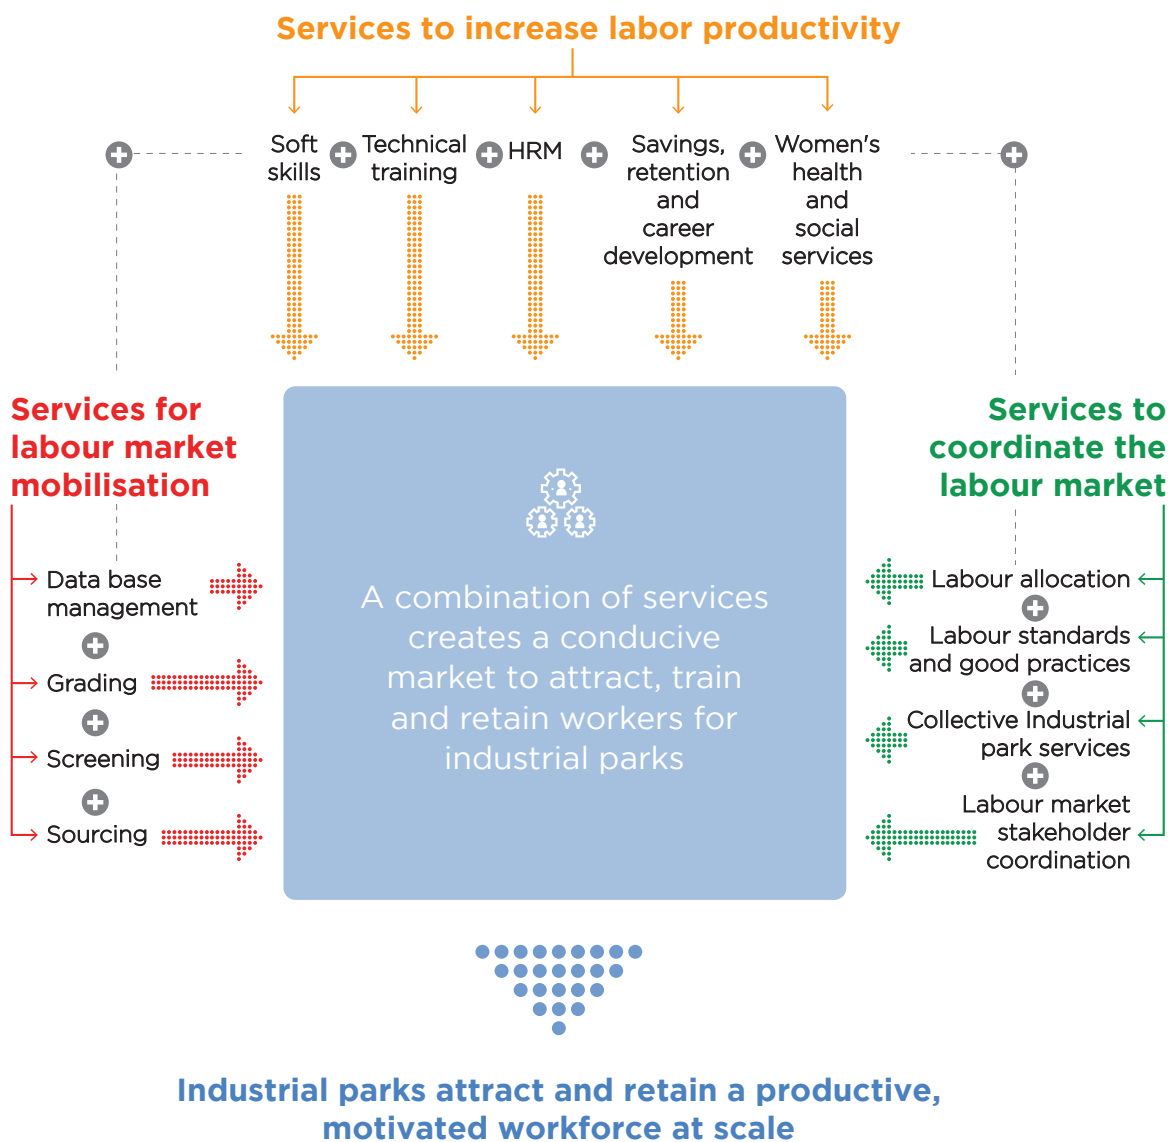 Services to increase labor productivity
Soft
skills
Technical
training
HRM
Savings,
retention
and
career
development
Women's
health
and
social
services
Services for
labour market
mobilisation
Data base
management
Grading
Screening
Sourcing
A combination of services
creates a conducive
market to attract, train
and retain workers for
industrial parks
Services to
coordinate the
labour market
Labour allocation
Labour standards
and good practices
Collective Industrial
park services
Labour market
stakeholder
coordination
Industrial parks attract and retain a productive,
motivated workforce at scale